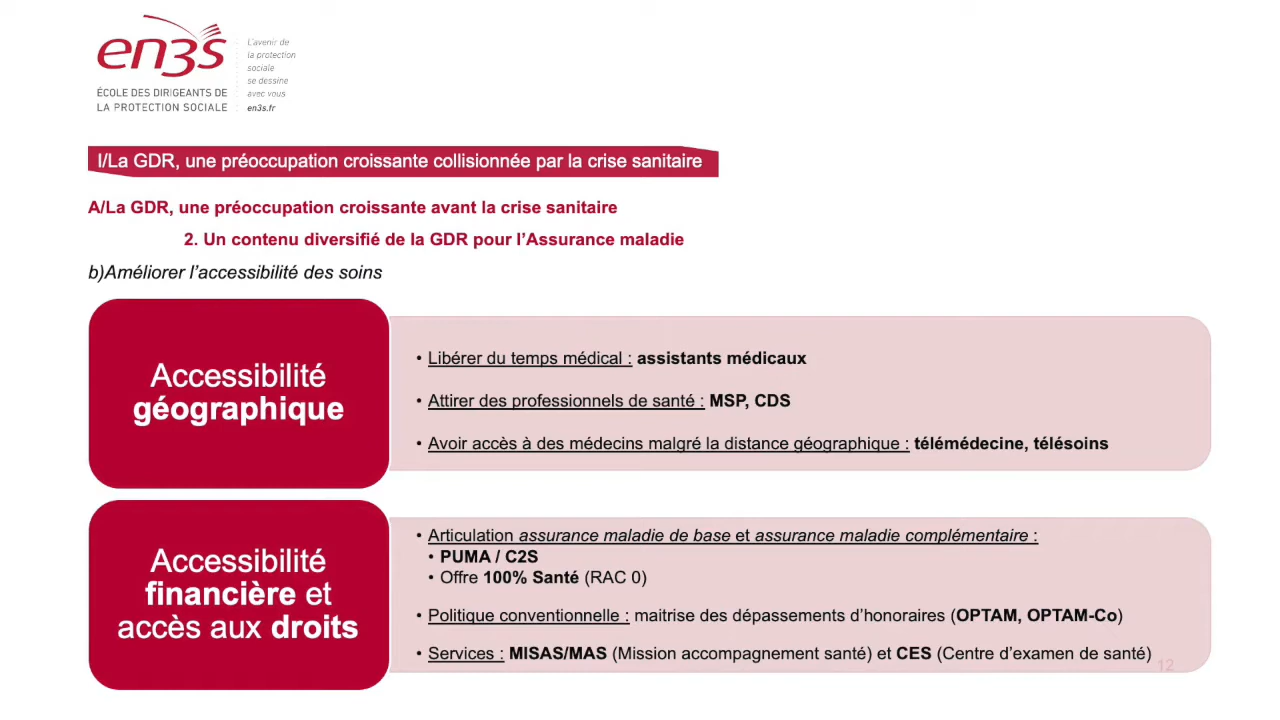 en3s
L'avenir de
la protection
sociale
se dessine
avec vous
en3s.fr
ÉCOLE DES DIRIGEANTS DE
LA PROTECTION SOCIALE
I/La GDR, une préoccupation croissante collisionnée par la crise sanitaire
A/La GDR, une préoccupation croissante avant la crise sanitaire
2. Un contenu diversifié de la GDR pour l'Assurance maladie
b)Améliorer l'accessibilité des soins
Accessibilité
géographique
• Libérer du temps médical : assistants médicaux
• Attirer des professionnels de santé : MSP, CDS
• Avoir accès à des médecins malgré la distance géographique : télémédecine, télésoins
Accessibilité
financière et
accès aux droits
• Articulation assurance maladie de base et assurance maladie complémentaire :
• PUMA / C2S
• Offre 100% Santé (RAC 0)
• Politique conventionnelle : maitrise des dépassements d'honoraires (OPTAM, OPTAM-Co)
• Services : MISAS/MAS (Mission accompagnement santé) et CES (Centre d'examen de santé)
12